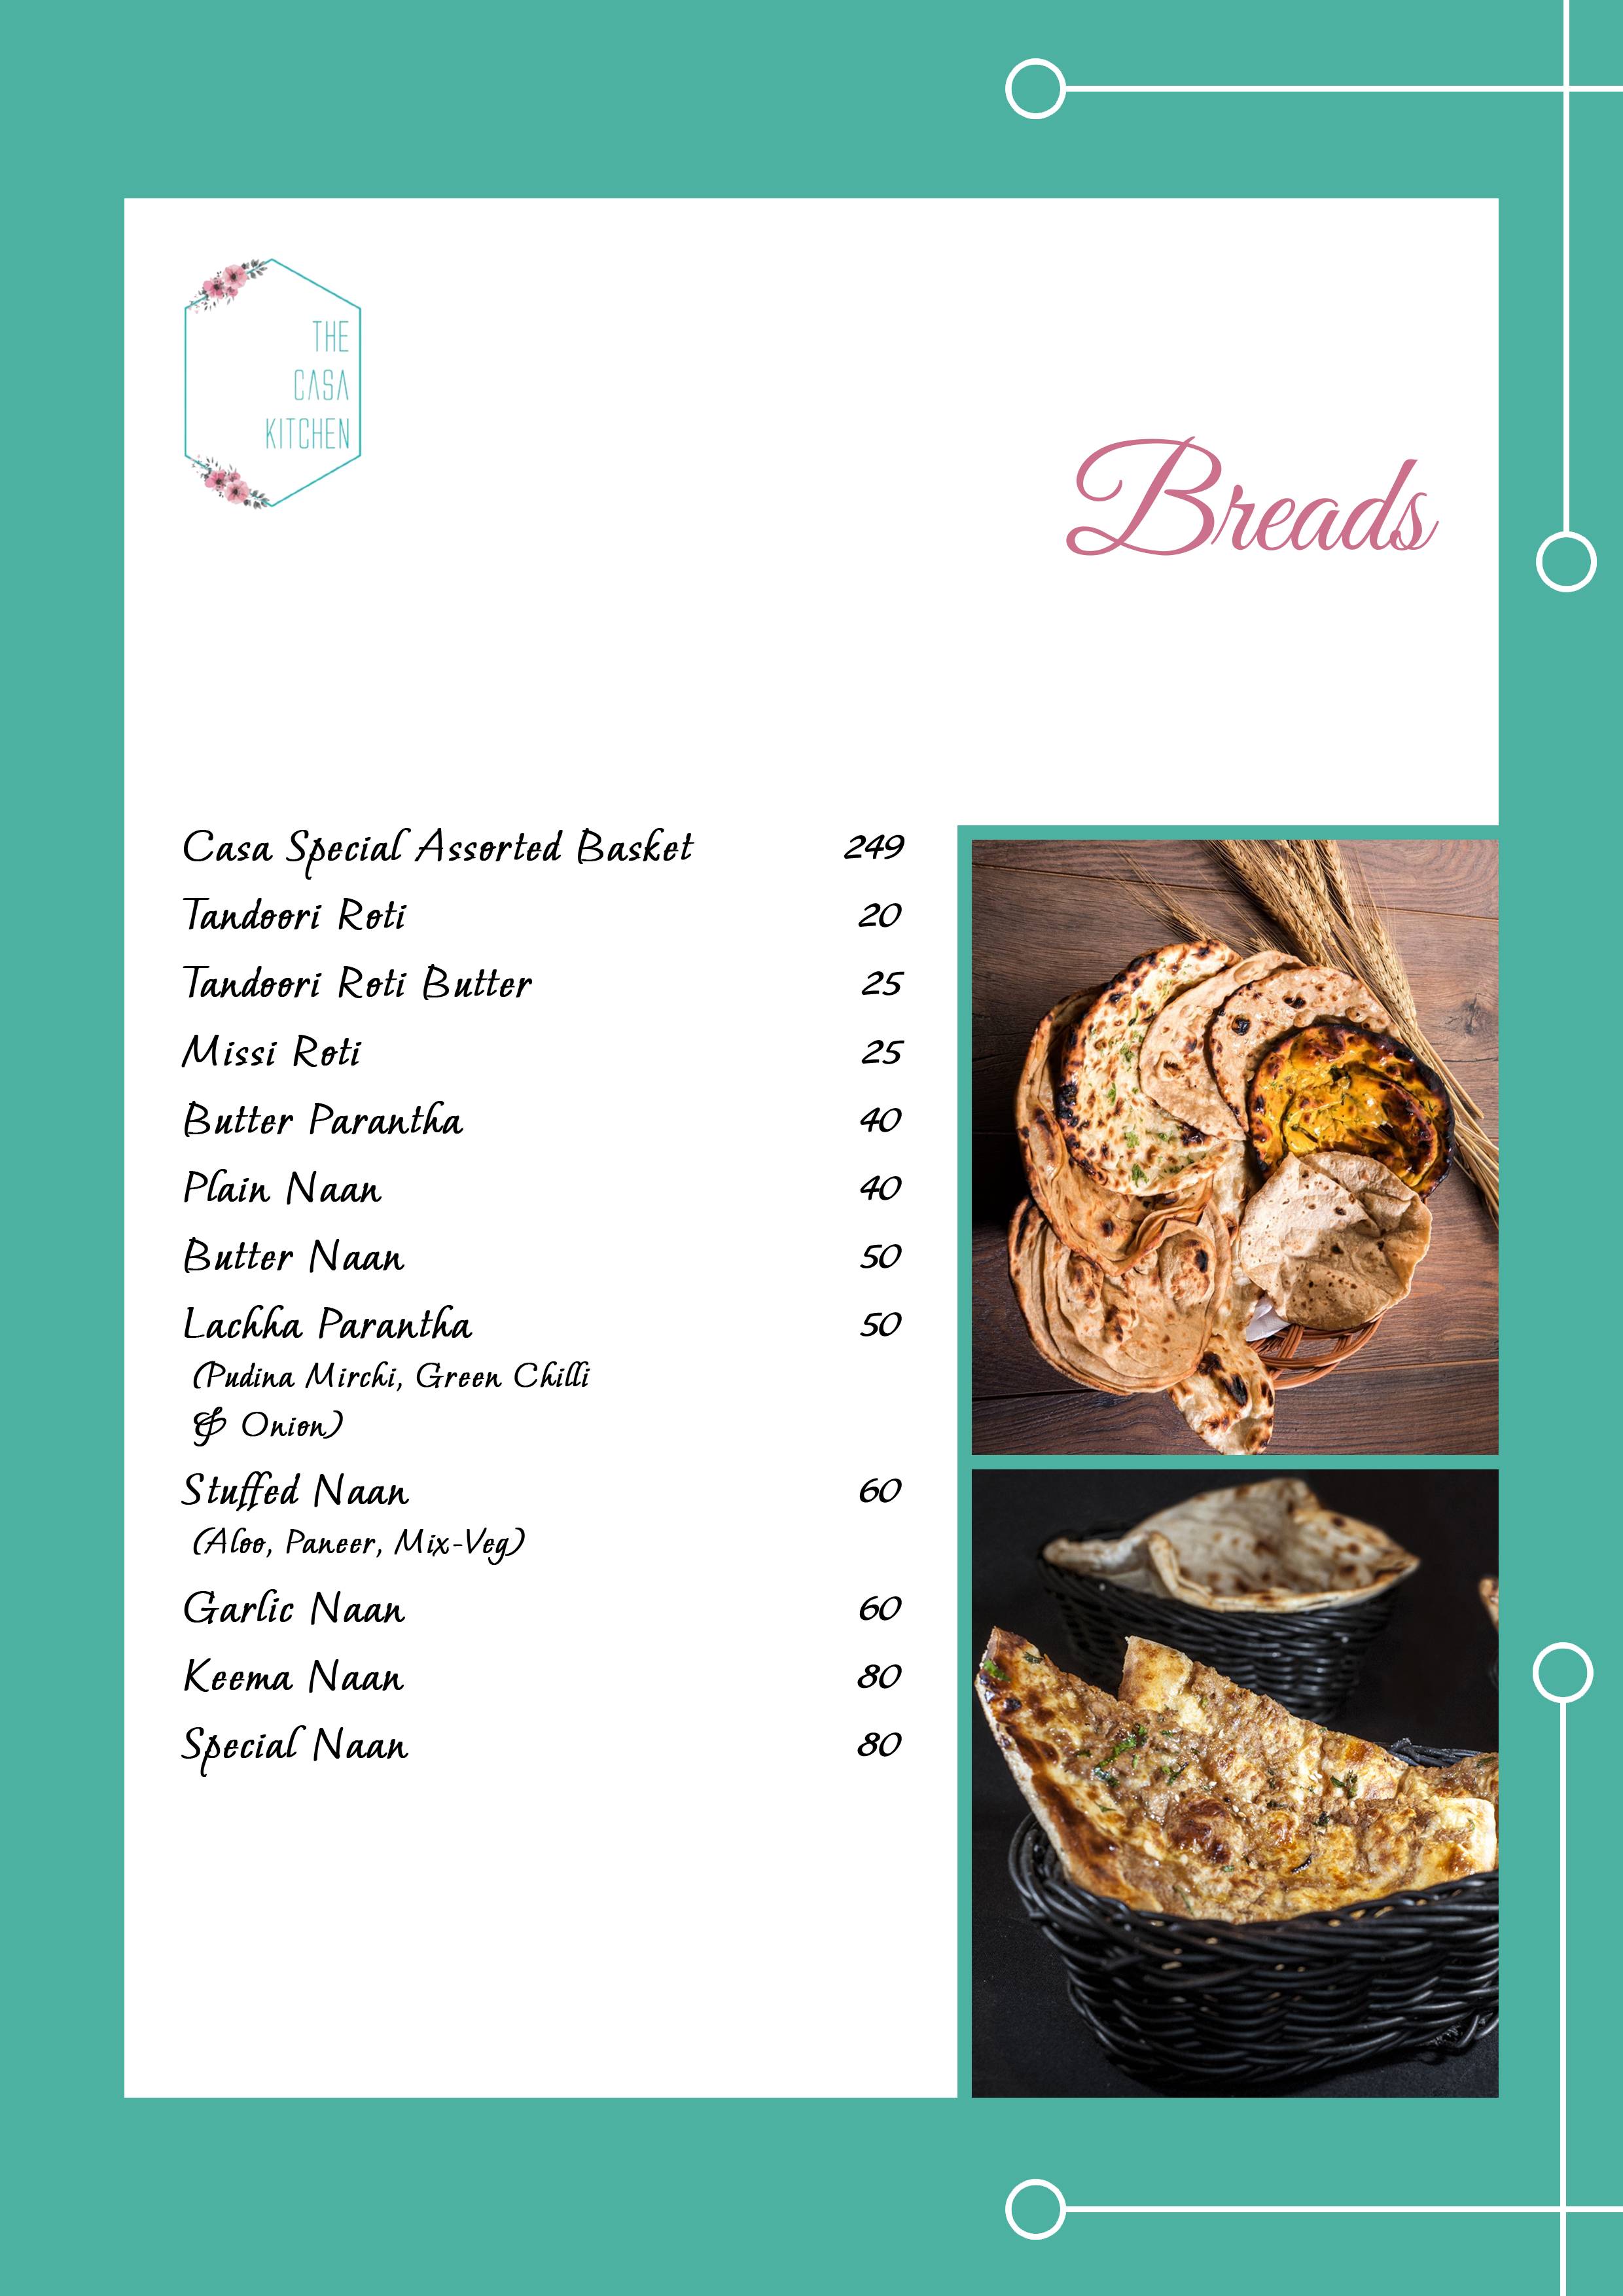 THE
CASA
KITCHEN
Breads
Casa Special Assorted Basket 249
Tandoori Roti 20
Tandoori Roti Butter 25
Missi Roti 25
Butter Parantha 40
Plain Naan 40
Butter Naan 50
Lachha Parantha 50
(Pudina Mirchi, Green Chilli
& Onion)
Stuffed Naan 60
(Aloo, Paneer, Mix-Veg)
Garlic Naan 60
Keema Naan 80
Special Naan 80